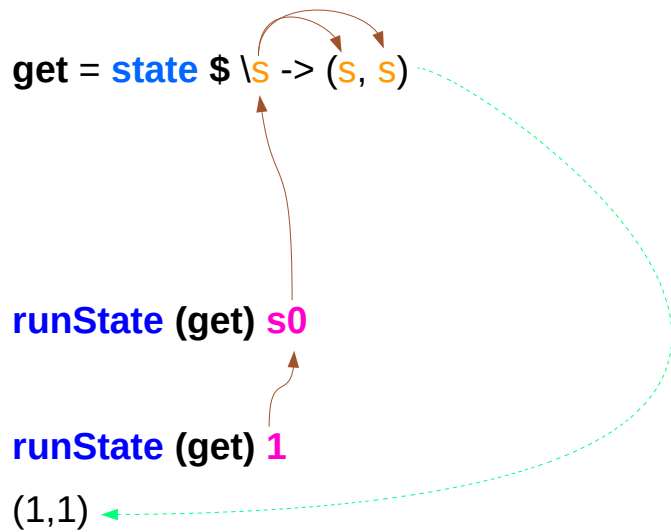 get = state $ \s -> (s, s)
runState (get) s0
runState (get) 1
(1,1)